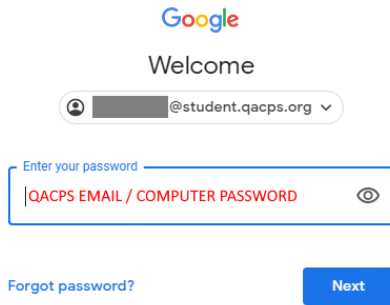 Google
Welcome
@student.qacps.org
Enter your password
QACPS EMAIL / COMPUTER PASSWORD
Forgot password?
Next